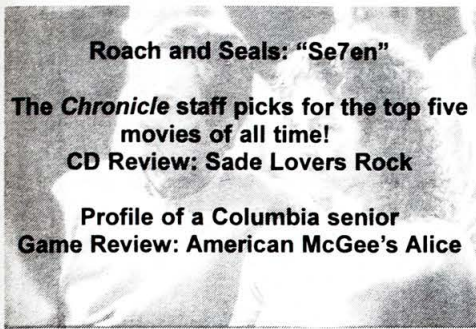 Roach and Seals: “Se7en”
The Chronicle staff picks for the top five
movies of all time!
CD Review: Sade Lovers Rock
Profile of a Columbia senior
Game Review: American McGee’s Alice